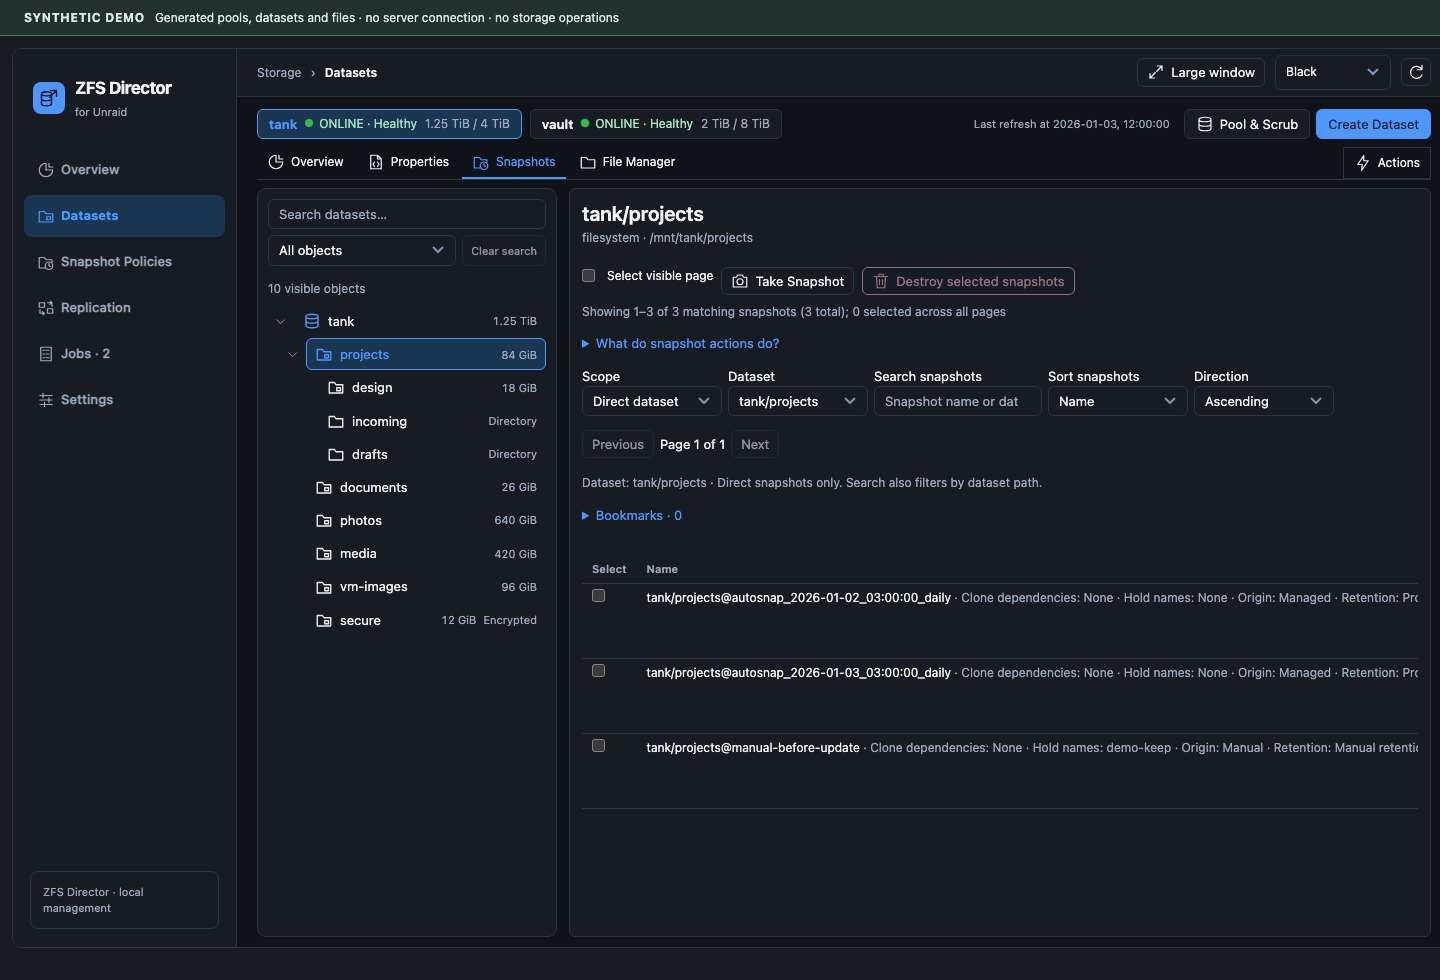 SYNTHETIC DEMO Generated pools, datasets and files · no server connection · no storage operations
ZFS Director
for Unraid
Overview
Datasets
Snapshot Policies
Replication
Jobs · 2
Settings
ZFS Director · local
management
Storage › Datasets
Large window
Black
tank ONLINE · Healthy 1.25 TiB / 4 TiB
vault ONLINE · Healthy 2 TiB / 8 TiB
Last refresh at 2026-01-03, 12:00:00
Pool & Scrub
Create Dataset
Overview
Properties
Snapshots
File Manager
Actions
Search datasets...
All objects
Clear search
10 visible objects
tank 1.25 TiB
projects 84 GiB
design 18 GiB
incoming Directory
drafts Directory
documents 26 GiB
photos 640 GiB
media 420 GiB
vm-images 96 GiB
secure 12 GiB Encrypted
tank/projects
filesystem · /mnt/tank/projects
Select visible page
Take Snapshot
Destroy selected snapshots
Showing 1–3 of 3 matching snapshots (3 total); 0 selected across all pages
What do snapshot actions do?
Scope Dataset Search snapshots Sort snapshots Direction
Direct dataset tank/projects Snapshot name or dat Name Ascending
Previous Page 1 of 1 Next
Dataset: tank/projects · Direct snapshots only. Search also filters by dataset path.
Bookmarks · 0
Select Name
tank/projects@autosnap_2026-01-02_03:00:00_daily · Clone dependencies: None · Hold names: None · Origin: Managed · Retention: Pro
tank/projects@autosnap_2026-01-03_03:00:00_daily · Clone dependencies: None · Hold names: None · Origin: Managed · Retention: Pro
tank/projects@manual-before-update · Clone dependencies: None · Hold names: demo-keep · Origin: Manual · Retention: Manual retentio